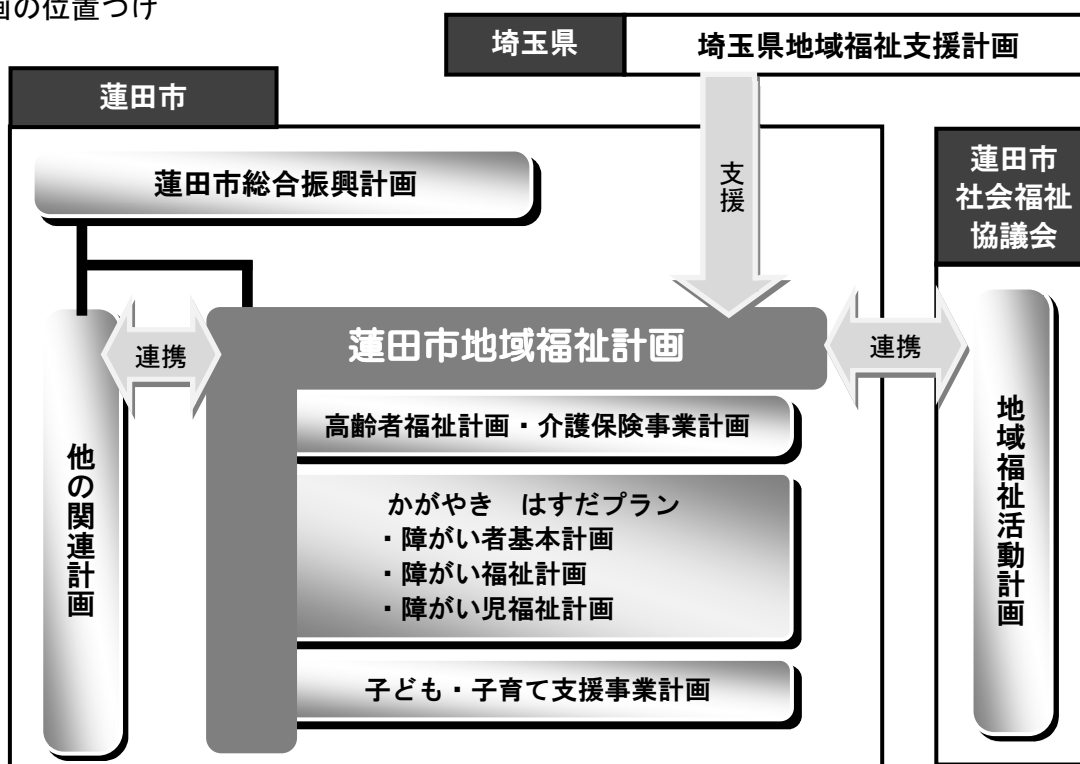 画の位置づけ
埼玉県
埼玉県地域福祉支援計画
蓮田市
蓮田市総合振興計画
支援
蓮田市
社会福祉
協議会
連携
蓮田市地域福祉計画
連携
高齢者福祉計画・介護保険事業計画
かがやき　はすだプラン
・障がい者基本計画
・障がい福祉計画
・障がい児福祉計画
子ども・子育て支援事業計画
他の関連計画
地域福祉活動計画